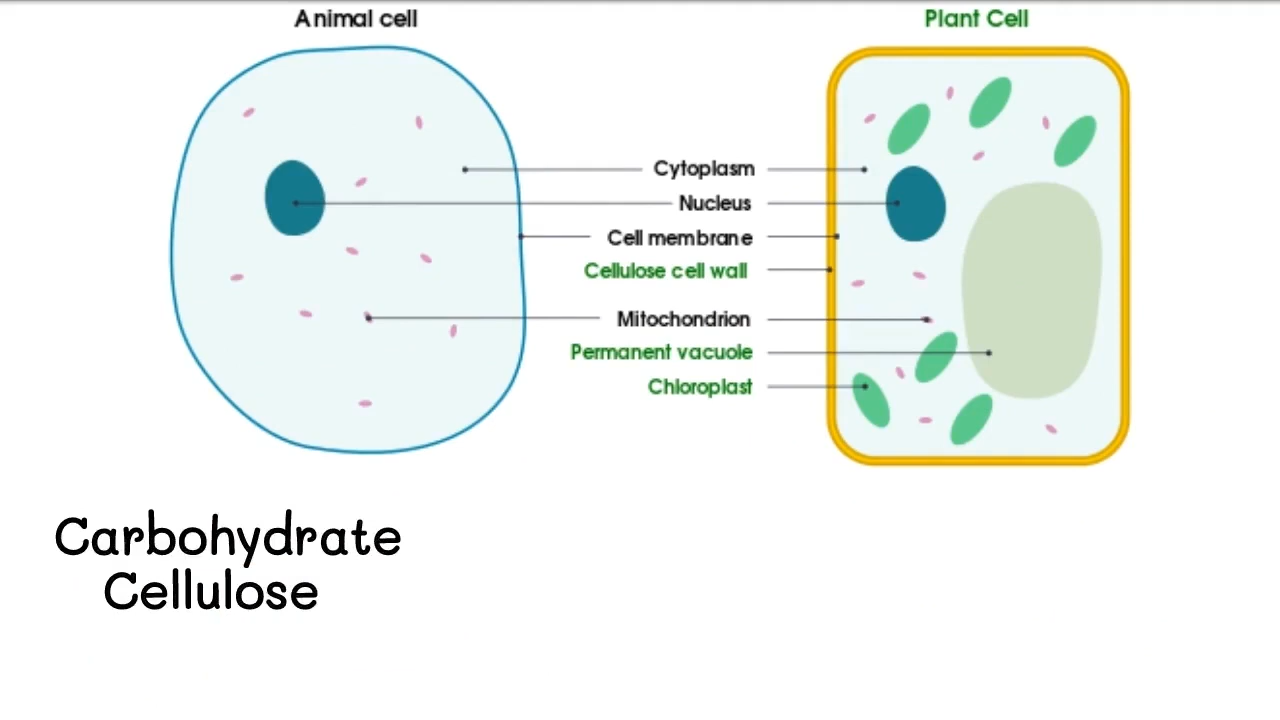 Animal cell
Plant Cell
Cytoplasm
Nucleus
Cell membrane
Cellulose cell wall
Mitochondrion
Permanent vacuole
Chloroplast
Carbohydrate
Cellulose